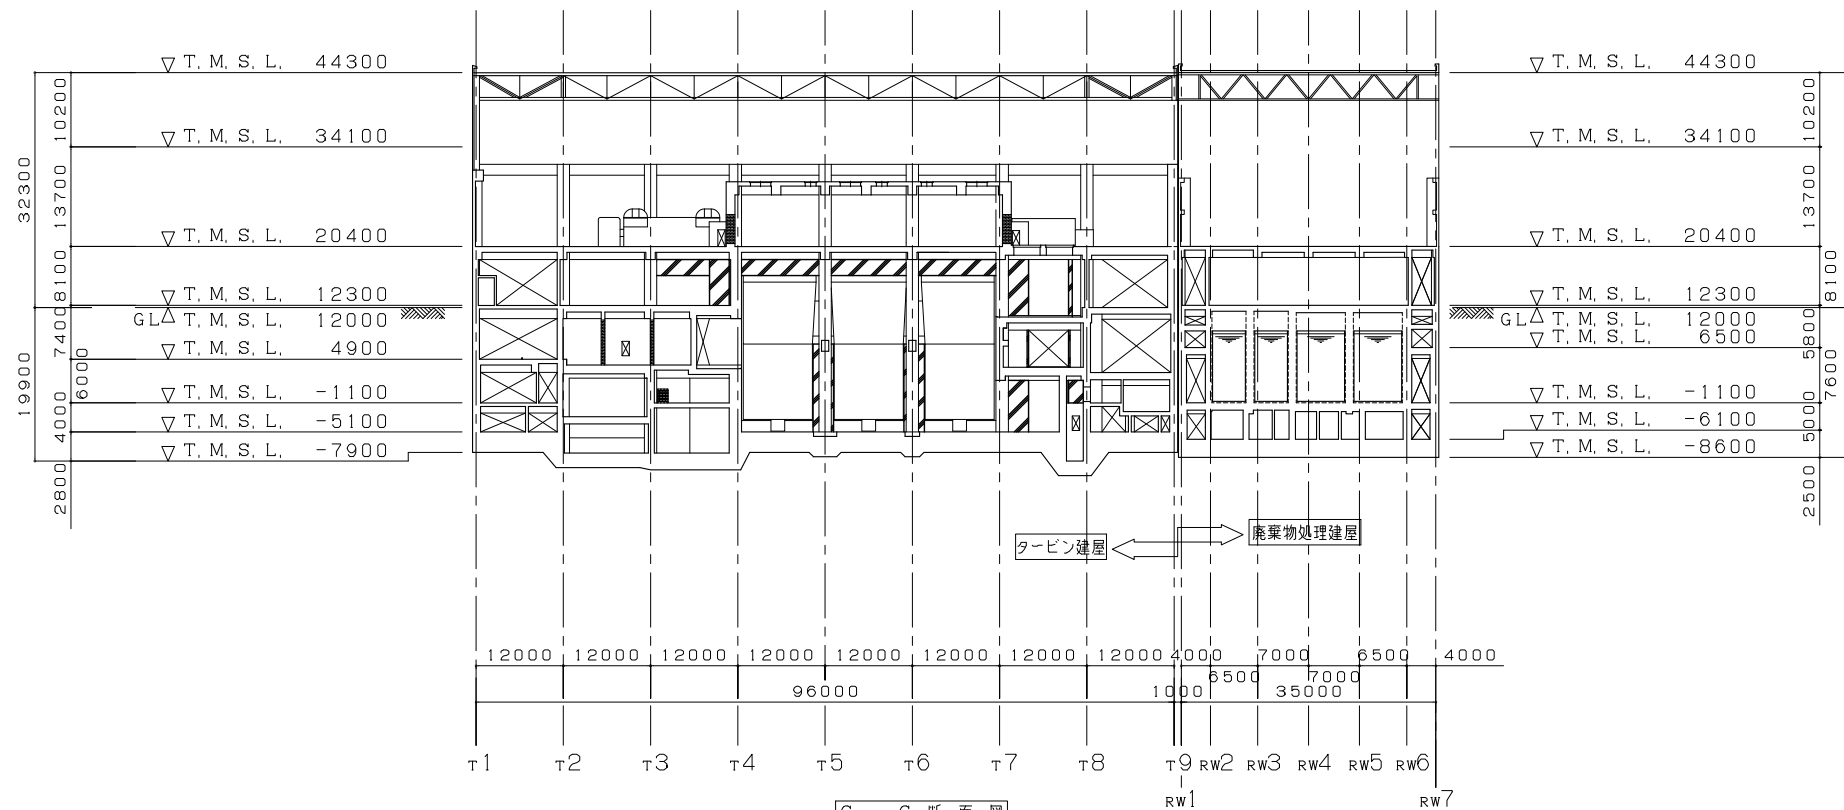 T. M. S. L. 44300
T. M. S. L. 34100
T. M. S. L. 20400
T. M. S. L. 12300
GL T. M. S. L. 12000
T. M. S. L. 4900
T. M. S. L. -1100
T. M. S. L. -5100
T. M. S. L. -7900
32300
19900
10200
13700
8100
7400
6000
4000
2800
T. M. S. L. 44300
T. M. S. L. 34100
T. M. S. L. 20400
T. M. S. L. 12300
GL T. M. S. L. 12000
T. M. S. L. 6500
T. M. S. L. -1100
T. M. S. L. -6100
T. M. S. L. -8600
10200
13700
8100
5800
7600
5000
2500
タービン建屋
廃棄物処理建屋
12000 12000 12000 12000 12000 12000 12000 12000 4000 7000 6500 4000
6500 7000
96000 1000 35000
T1 T2 T3 T4 T5 T6 T7 T8 T9 RW2 RW3 RW4 RW5 RW6
RW1 RW7